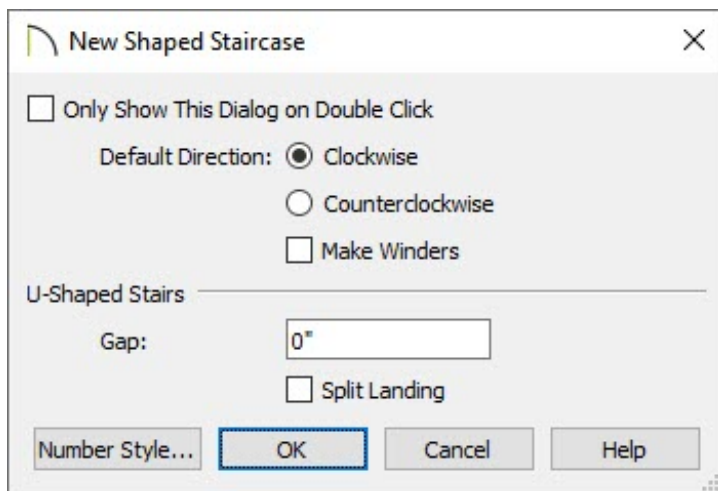 New Shaped Staircase
Only Show This Dialog on Double Click
Default Direction: Clockwise
Counterclockwise
Make Winders
U-Shaped Stairs
Gap: 0"
Split Landing
Number Style... OK Cancel Help